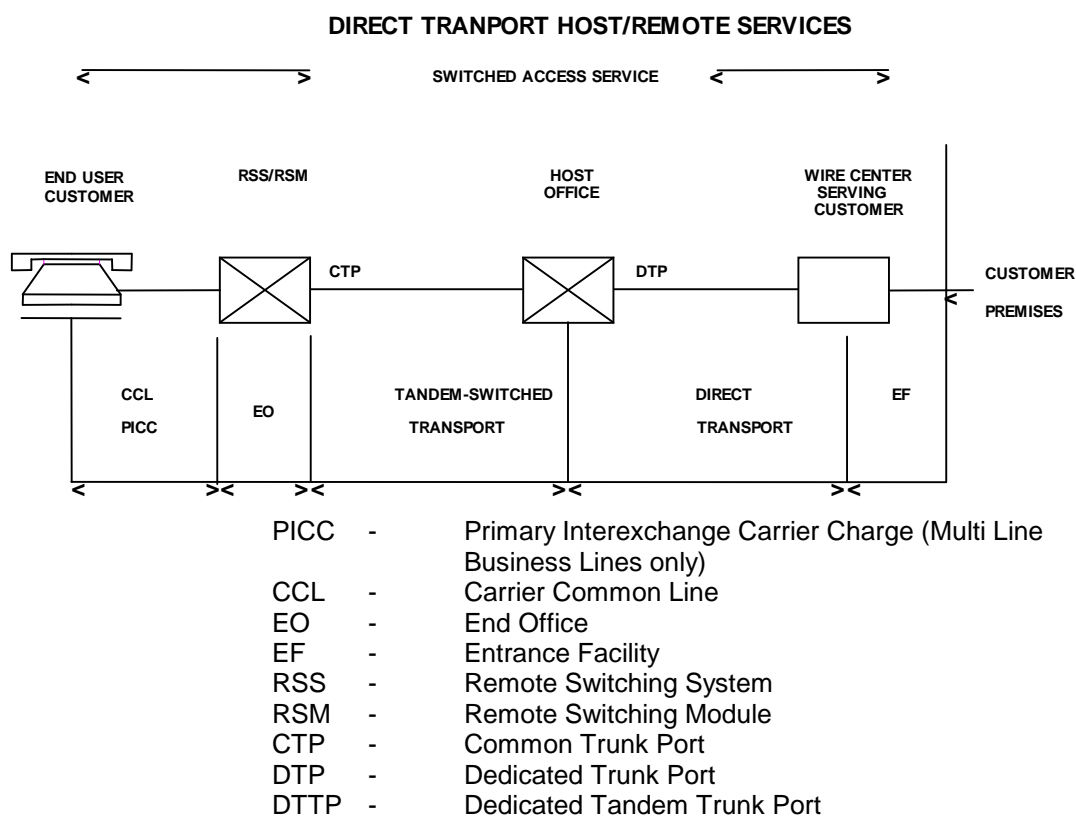 DIRECT TRANPORT HOST/REMOTE SERVICES
SWITCHED ACCESS SERVICE
END USER
CUSTOMER
RSS/RSM
HOST
OFFICE
WIRE CENTER
SERVING
CUSTOMER
CTP
DTP
CUSTOMER
PREMISES
CCL
PICC
EO
TANDEM-SWITCHED
TRANSPORT
DIRECT
TRANSPORT
EF
PICC - Primary Interexchange Carrier Charge (Multi Line
Business Lines only)
CCL - Carrier Common Line
EO - End Office
EF - Entrance Facility
RSS - Remote Switching System
RSM - Remote Switching Module
CTP - Common Trunk Port
DTP - Dedicated Trunk Port
DTTP - Dedicated Tandem Trunk Port